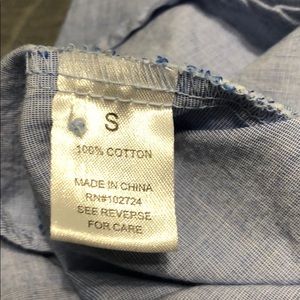 S
100% COTTON
MADE IN CHINA
RN#102724
SEE REVERSE
FOR CARE